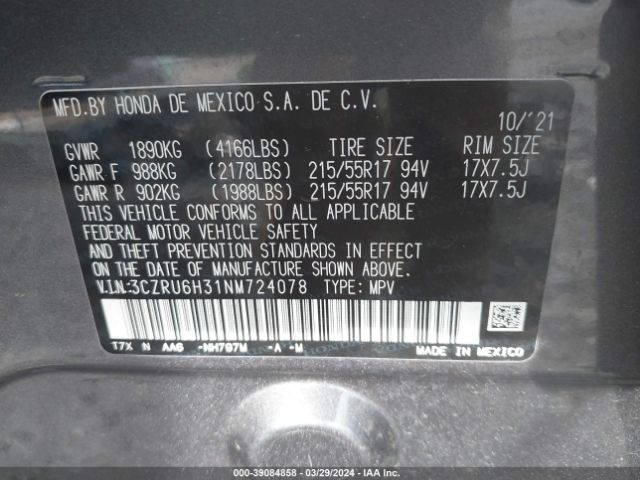 MFD.BY HONDA DE MEXICO S.A. DE C.V.
10/'21
GVWR 1890KG (4166LBS) TIRE SIZE RIM SIZE
GAWR F 988KG (2178LBS) 215/55R17 94V 17X7.5J
GAWR R 902KG (1988LBS) 215/55R17 94V 17X7.5J
THIS VEHICLE CONFORMS TO ALL APPLICABLE
FEDERAL MOTOR VEHICLE SAFETY
AND THEFT PREVENTION STANDARDS IN EFFECT
ON THE DATE OF MANUFACTURE SHOWN ABOVE.
V.I.N.:3CZRU6H31NM724078 TYPE: MPV
T7X N AA6 -NH797M -A -M MADE IN MEXICO
000-39084858 - 03/29/2024 - IAA Inc.